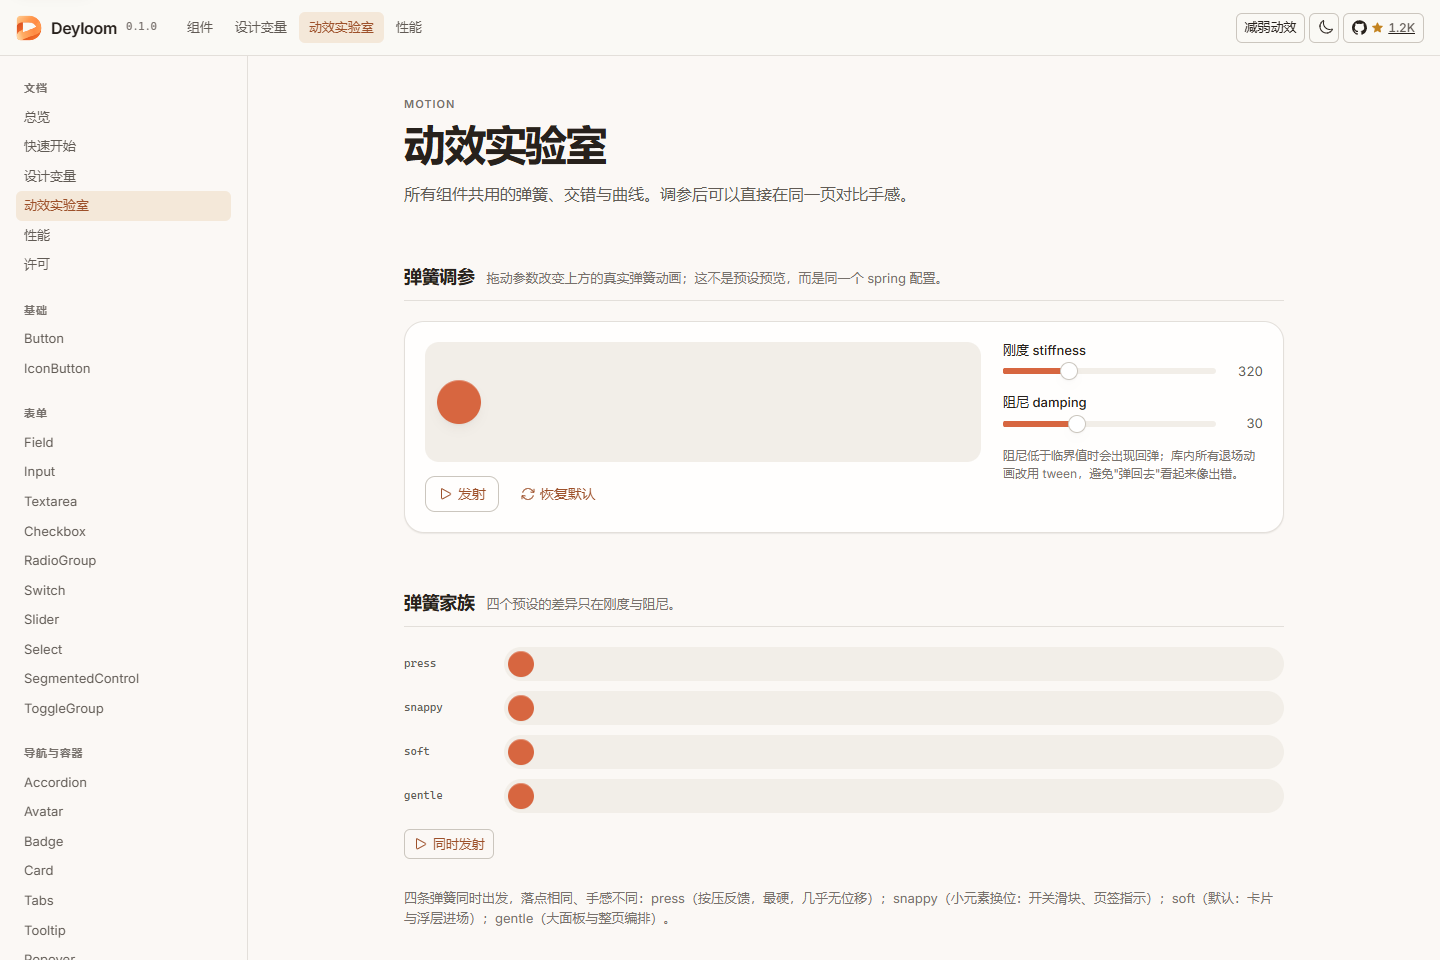 Deyloom 0.1.0 组件 设计变量 动效实验室 性能 减弱动效 1.2K
文档
总览
快速开始
设计变量
动效实验室
性能
许可
基础
Button
IconButton
表单
Field
Input
Textarea
Checkbox
RadioGroup
Switch
Slider
Select
SegmentedControl
ToggleGroup
导航与容器
Accordion
Avatar
Badge
Card
Tabs
Tooltip
Popover
MOTION
动效实验室
所有组件共用的弹簧、交错与曲线。调参后可以直接在同一页对比手感。
弹簧调参 拖动参数改变上方的真实弹簧动画；这不是预设预览，而是同一个 spring 配置。
刚度 stiffness
320
阻尼 damping
30
阻尼低于临界值时会出现回弹；库内所有退场动
画改用 tween，避免"弹回去"看起来像出错。
发射 恢复默认
弹簧家族 四个预设的差异只在刚度与阻尼。
press
snappy
soft
gentle
同时发射
四条弹簧同时出发，落点相同、手感不同：press（按压反馈，最硬，几乎无位移）；snappy（小元素换位：开关滑块、页签指示）；soft（默认：卡片
与浮层进场）；gentle（大面板与整页编排）。